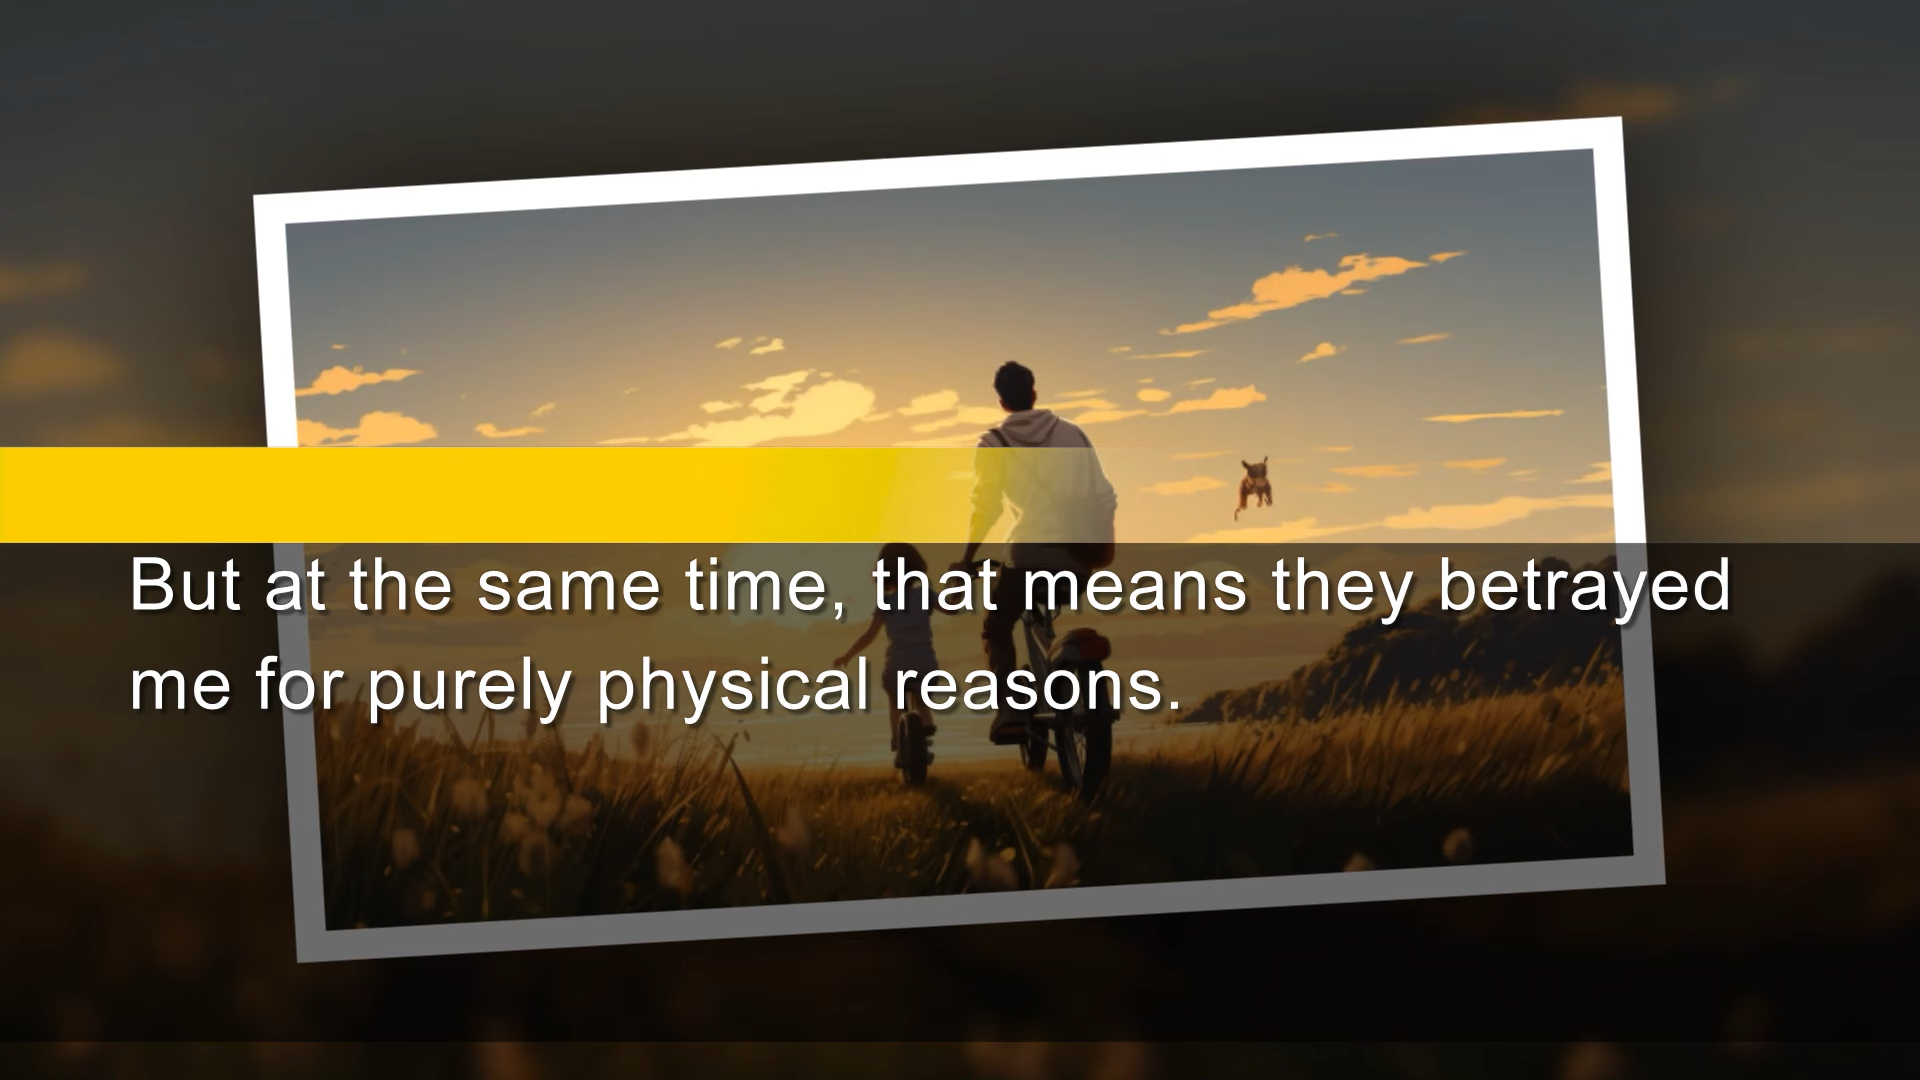 But at the same time, that means they betrayed
me for purely physical reasons.